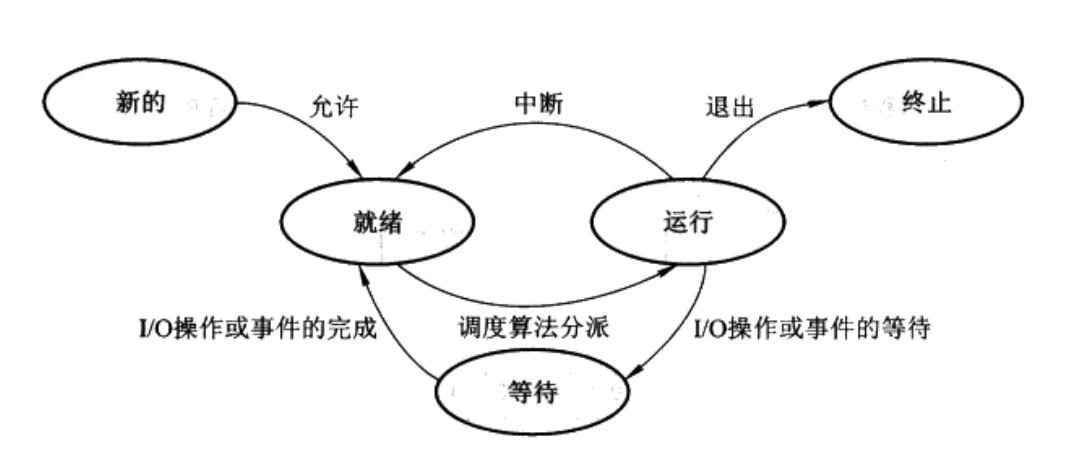 新的
允许
中断
退出
终止
就绪
运行
I/O操作或事件的完成
调度算法分派
I/O操作或事件的等待
等待